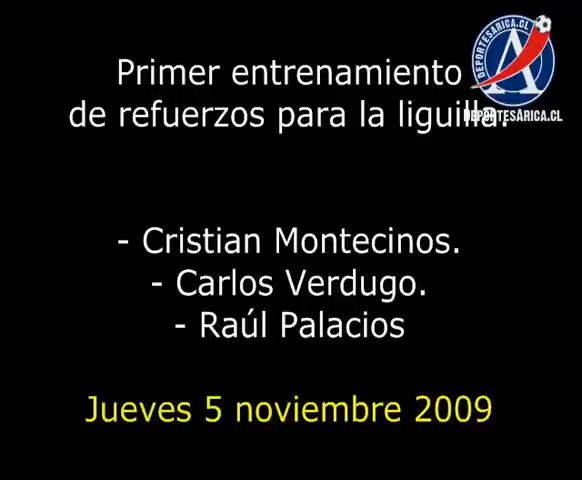 DEPORTESARICA.CL
A
Primer entrenamiento
de refuerzos para la liguilla.
DEPORTESARICA.CL
- Cristian Montecinos.
- Carlos Verdugo.
- Raúl Palacios
Jueves 5 noviembre 2009